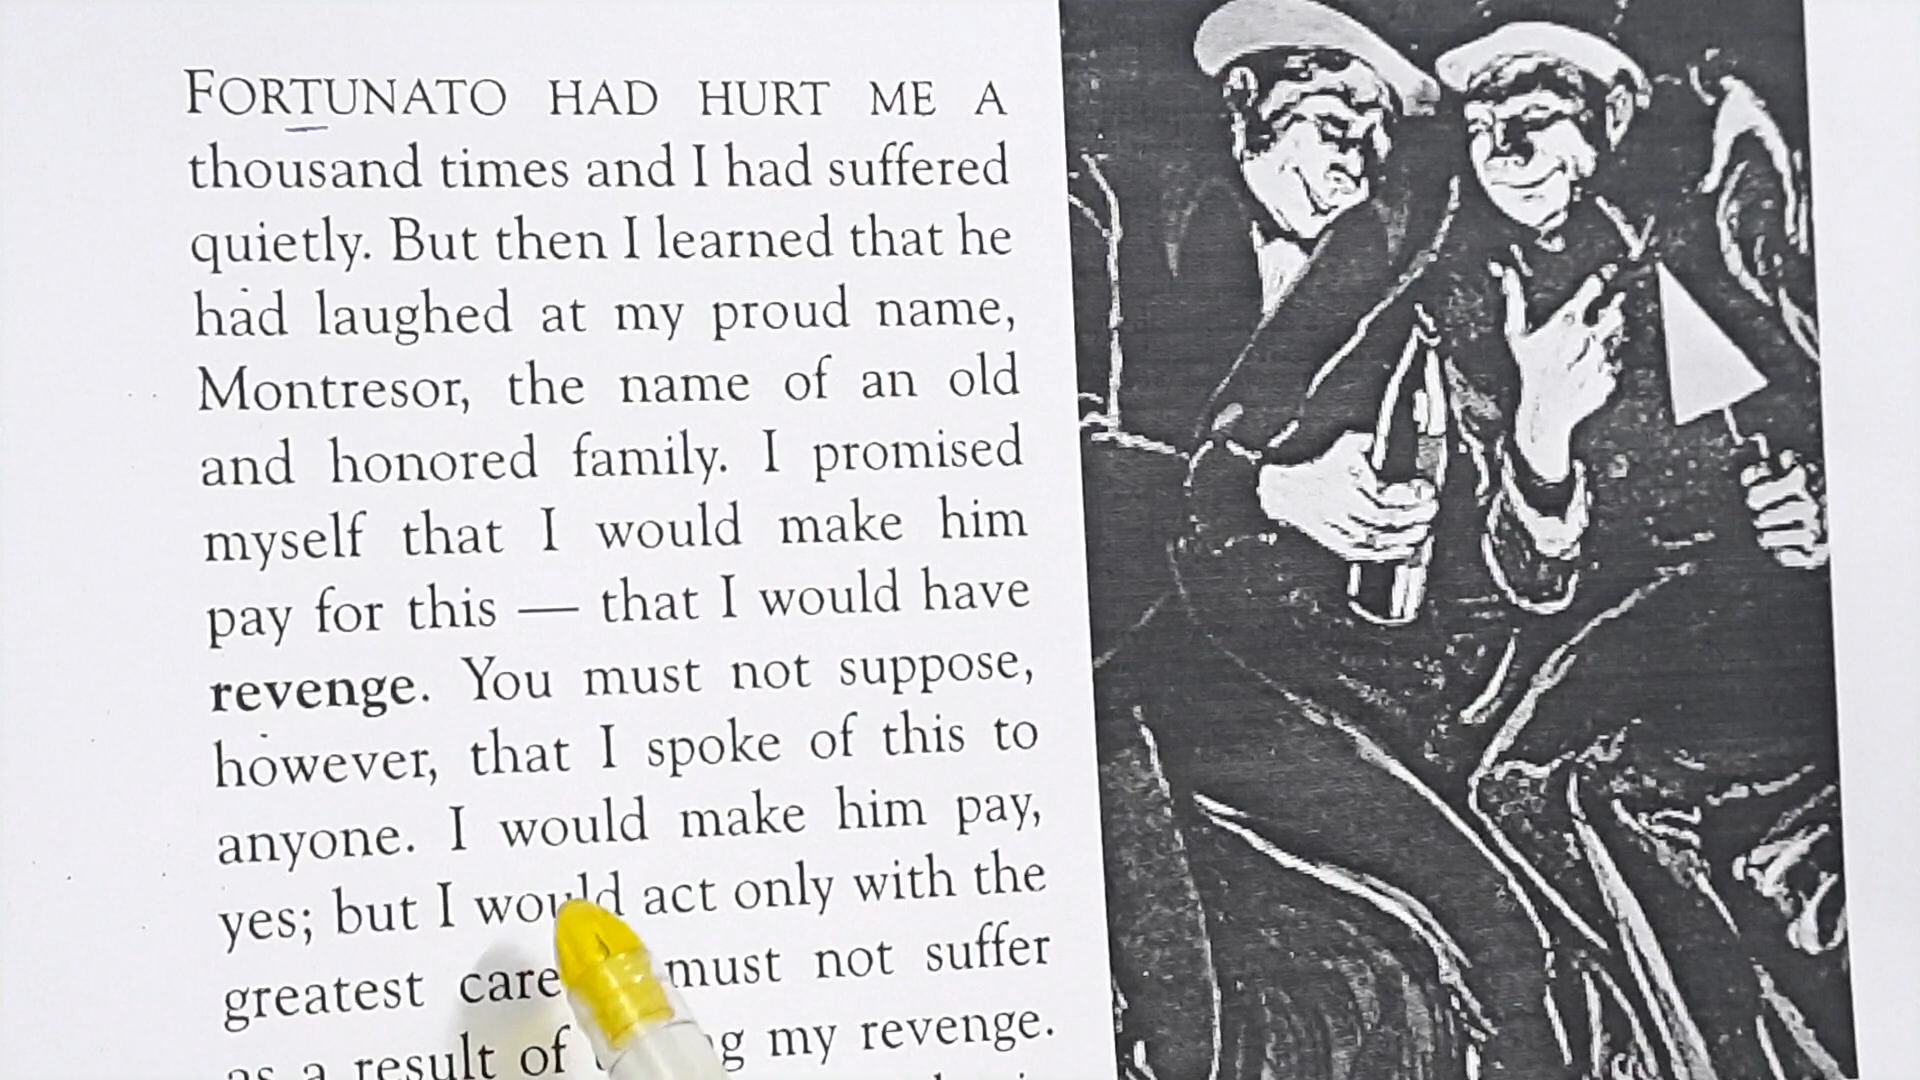 FORTUNATO HAD HURT ME A
thousand times and I had suffered
quietly. But then I learned that he
had laughed at my proud name,
Montresor, the name of an old
and honored family. I promised
myself that I would make him
pay for this — that I would have
revenge. You must not suppose,
however, that I spoke of this to
anyone. I would make him pay,
yes; but I would act only with the
greatest care must not suffer
as a result of my revenge.